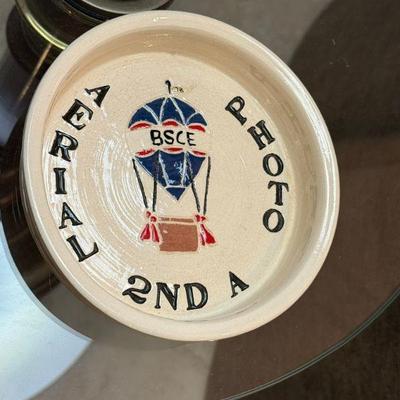 AERIAL
PHOTO
2ND A
BSCE